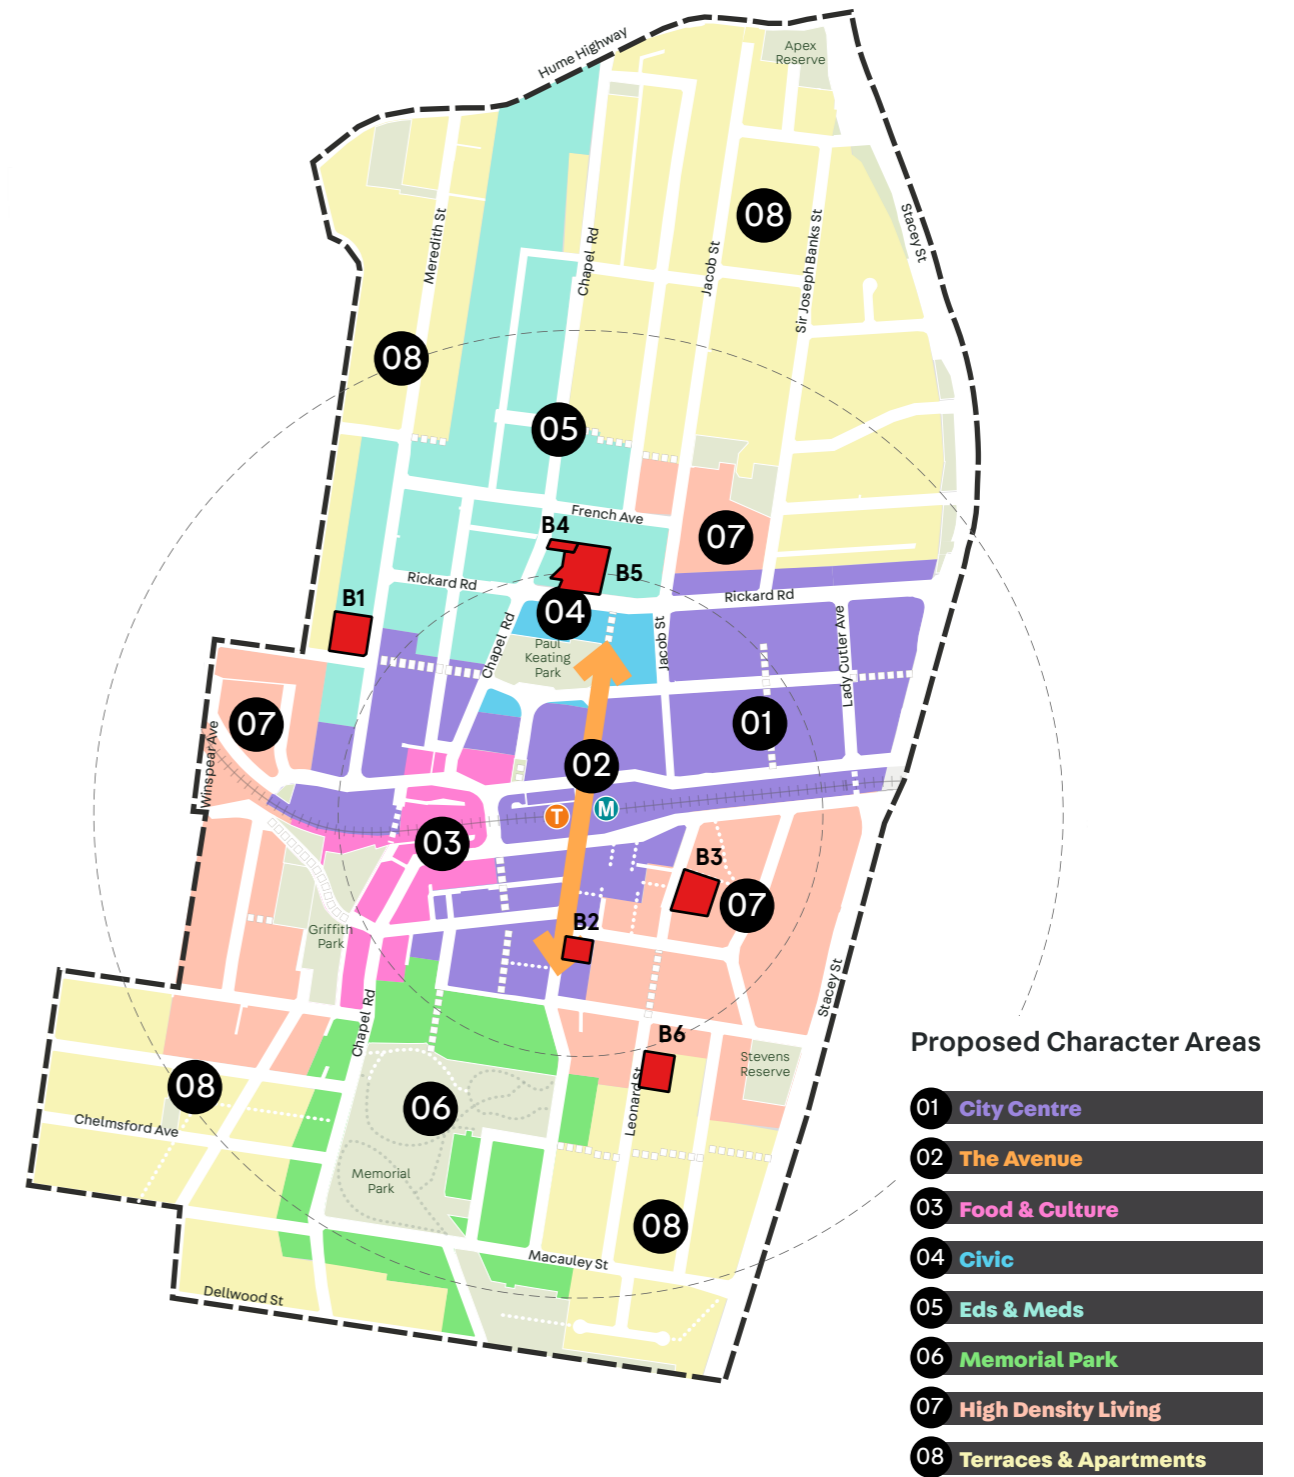 Hume Highway
Apex
Reserve
08
Stacey St
Meredith St
Chapel Rd
Jacob St
Sir Joseph Banks St
08
05
French Ave
B4
07
B5
Rickard Rd
Rickard Rd
B1
04
Paul
Keating
Park
Chapel Rd
Jacob St
Lady Cutler Ave
07
01
Winspear Ave
02
T
M
03
B3
07
B2
Griffith
Park
Stacey St
Chapel Rd
B6
Stevens
Reserve
08
06
Leonard St
Chelmsford Ave
Memorial
Park
08
Macauley St
Dellwood St
Proposed Character Areas
01 City Centre
02 The Avenue
03 Food & Culture
04 Civic
05 Eds & Meds
06 Memorial Park
07 High Density Living
08 Terraces & Apartments